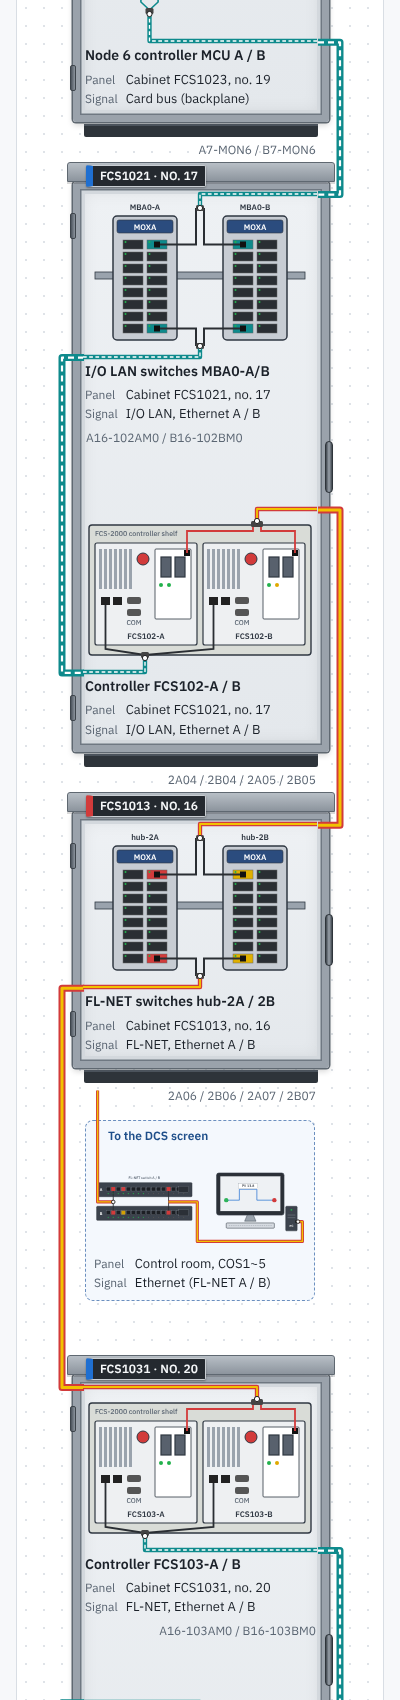 Node 6 controller MCU A / B
Panel Cabinet FCS1023, no. 19
Signal Card bus (backplane)
A7-MON6 / B7-MON6
FCS1021 · NO. 17
MBA0-A MBA0-B
MOXA MOXA
I/O LAN switches MBA0-A/B
Panel Cabinet FCS1021, no. 17
Signal I/O LAN, Ethernet A / B
A16-102AM0 / B16-102BM0
FCS-2000 controller shelf
COM COM
FCS102-A FCS102-B
Controller FCS102-A / B
Panel Cabinet FCS1021, no. 17
Signal I/O LAN, Ethernet A / B
2A04 / 2B04 / 2A05 / 2B05
FCS1013 · NO. 16
hub-2A hub-2B
MOXA MOXA
FL-NET switches hub-2A / 2B
Panel Cabinet FCS1013, no. 16
Signal FL-NET, Ethernet A / B
2A06 / 2B06 / 2A07 / 2B07
To the DCS screen
Panel Control room, COS1~5
Signal Ethernet (FL-NET A / B)
FCS1031 · NO. 20
FCS-2000 controller shelf
COM COM
FCS103-A FCS103-B
Controller FCS103-A / B
Panel Cabinet FCS1031, no. 20
Signal FL-NET, Ethernet A / B
A16-103AM0 / B16-103BM0